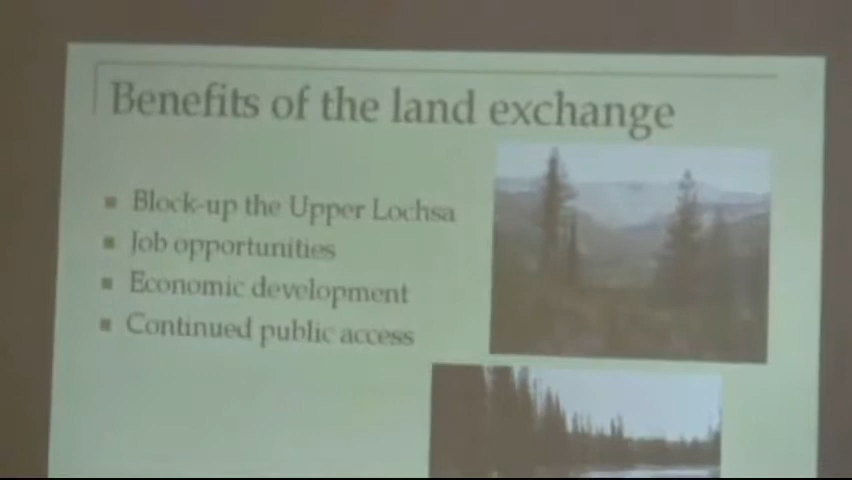 Benefits of the land exchange
Block-up the Upper Lochsa
Job opportunities
Economic development
Continued public access